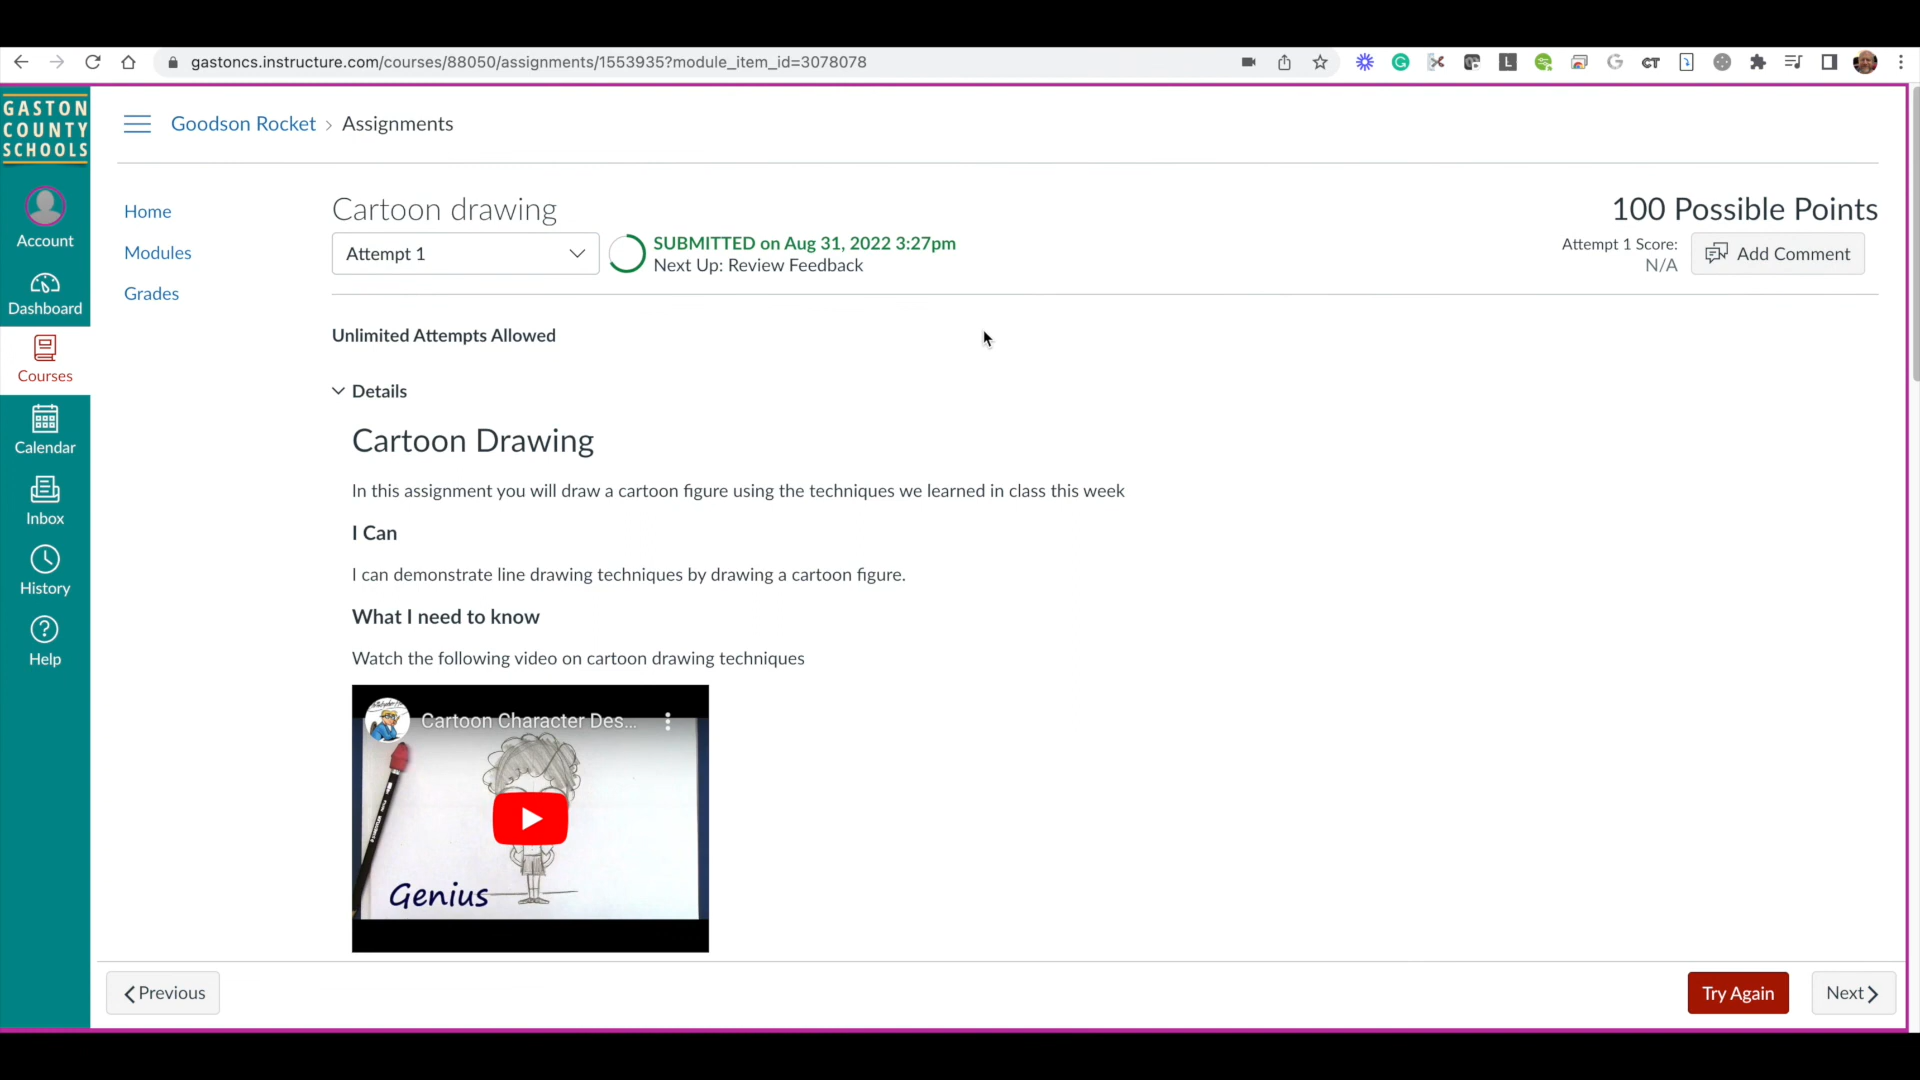 gastoncs.instructure.com/courses/88050/assignments/1553935?module_item_id=3078078
GASTON
COUNTY
SCHOOLS
Goodson Rocket › Assignments
Account
Dashboard
Courses
Calendar
Inbox
History
Help
Home
Modules
Grades
Cartoon drawing
100 Possible Points
Attempt 1
SUBMITTED on Aug 31, 2022 3:27pm
Next Up: Review Feedback
Attempt 1 Score:
N/A
Add Comment
Unlimited Attempts Allowed
Details
Cartoon Drawing
In this assignment you will draw a cartoon figure using the techniques we learned in class this week
I Can
I can demonstrate line drawing techniques by drawing a cartoon figure.
What I need to know
Watch the following video on cartoon drawing techniques
Cartoon Character Des...
Genius
Previous
Try Again
Next